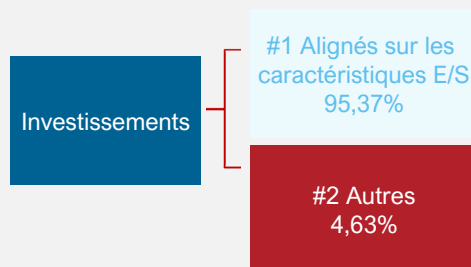 Investissements
#1 Alignés sur les
caractéristiques E/S
95,37%
#2 Autres
4,63%